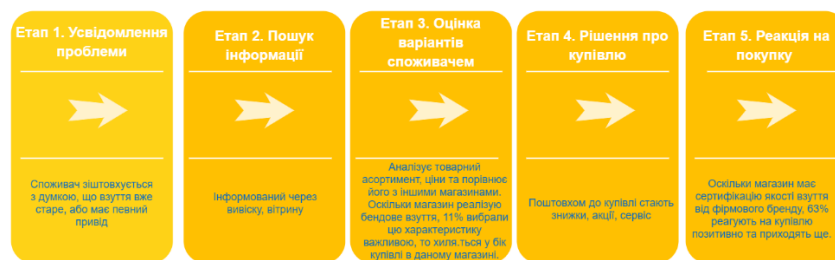 Етап 1. Усвідомлення
проблеми
Споживач зіштовхується
з думкою, що взуття вже
старе, або має певний
привід
Етап 2. Пошук
інформації
Інформований через
вивіску, вітрину
Етап 3. Оцінка
варіантів
споживачем
Аналізує товарний
асортимент, ціни та порівнює
його з іншими магазинами.
Оскільки магазин реалізую
бендове взуття, 11% вибрали
цю характеристику
важливою, то хиля.ться у бік
купівлі в даному магазині.
Етап 4. Рішення про
купівлю
Поштовхом до купівлі стають
знижки, акції, сервіс
Етап 5. Реакція на
покупку
Оскільки магазин має
сертифікацію якості взуття
від фірмового бренду, 63%
реагують на купівлю
позитивно та приходять ще.